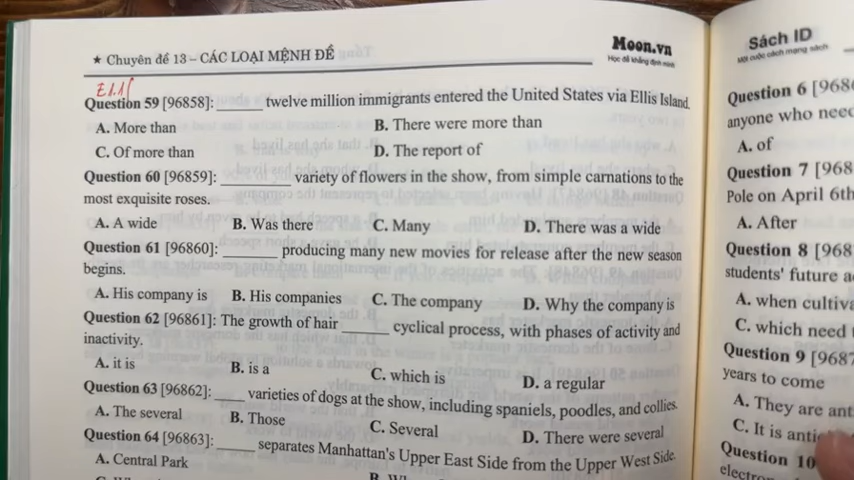 ★ Chuyên đề 13 – CÁC LOẠI MỆNH ĐỀ
Moon.vn
Học để khẳng định mình
E1.1
Question 59 [96858]: ______ twelve million immigrants entered the United States via Ellis Island.
A. More than
B. There were more than
C. Of more than
D. The report of
Question 60 [96859]: ______ variety of flowers in the show, from simple carnations to the
most exquisite roses.
A. A wide
B. Was there
C. Many
D. There was a wide
Question 61 [96860]: ______ producing many new movies for release after the new season
begins.
A. His company is
B. His companies
C. The company
D. Why the company is
Question 62 [96861]: The growth of hair ______ cyclical process, with phases of activity and
inactivity.
A. it is
B. is a
C. which is
D. a regular
Question 63 [96862]: ____ varieties of dogs at the show, including spaniels, poodles, and collies.
A. The several
B. Those
C. Several
D. There were several
Question 64 [96863]: ____ separates Manhattan's Upper East Side from the Upper West Side.
A. Central Park
Sách ID
Một cuộc cách mạng sách
Question 6
anyone who
A. of
Question 7
Pole on April 6th
A. After
Question 8
students' future
A. when
C. which need
Question 9
years to come
A. They are
C. It is
Question 10